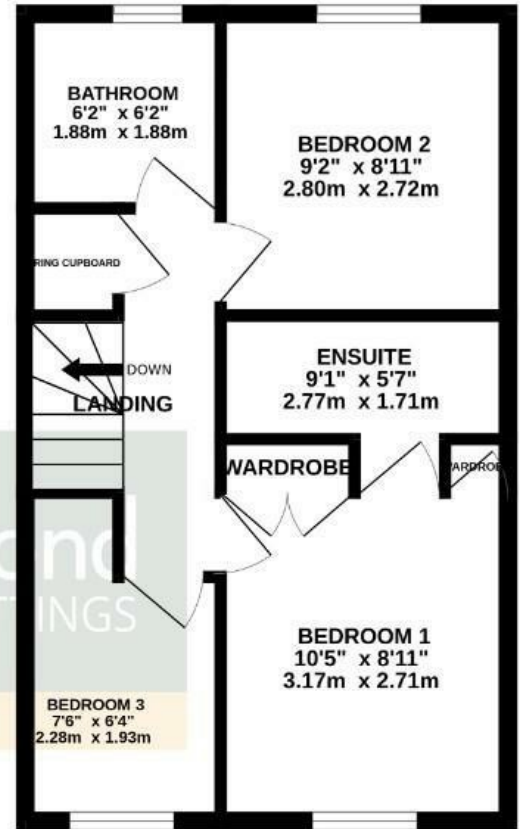 BATHROOM
6'2" x 6'2"
1.88m x 1.88m
BEDROOM 2
9'2" x 8'11"
2.80m x 2.72m
RING CUPBOARD
DOWN
LANDING
ENSUITE
9'1" x 5'7"
2.77m x 1.71m
WARDROBE
ARDROB
ond
TINGS
BEDROOM 1
10'5" x 8'11"
3.17m x 2.71m
BEDROOM 3
7'6" x 6'4"
2.28m x 1.93m